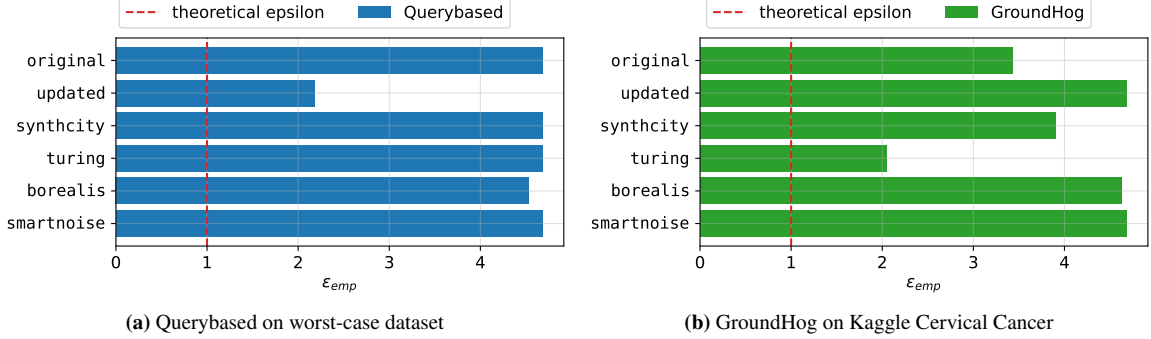 theoretical epsilon Querybased
original
updated
synthcity
turing
borealis
smartnoise
0 1 2 3 4
ε_emp
(a) Querybased on worst-case dataset
theoretical epsilon GroundHog
original
updated
synthcity
turing
borealis
smartnoise
0 1 2 3 4
ε_emp
(b) GroundHog on Kaggle Cervical Cancer